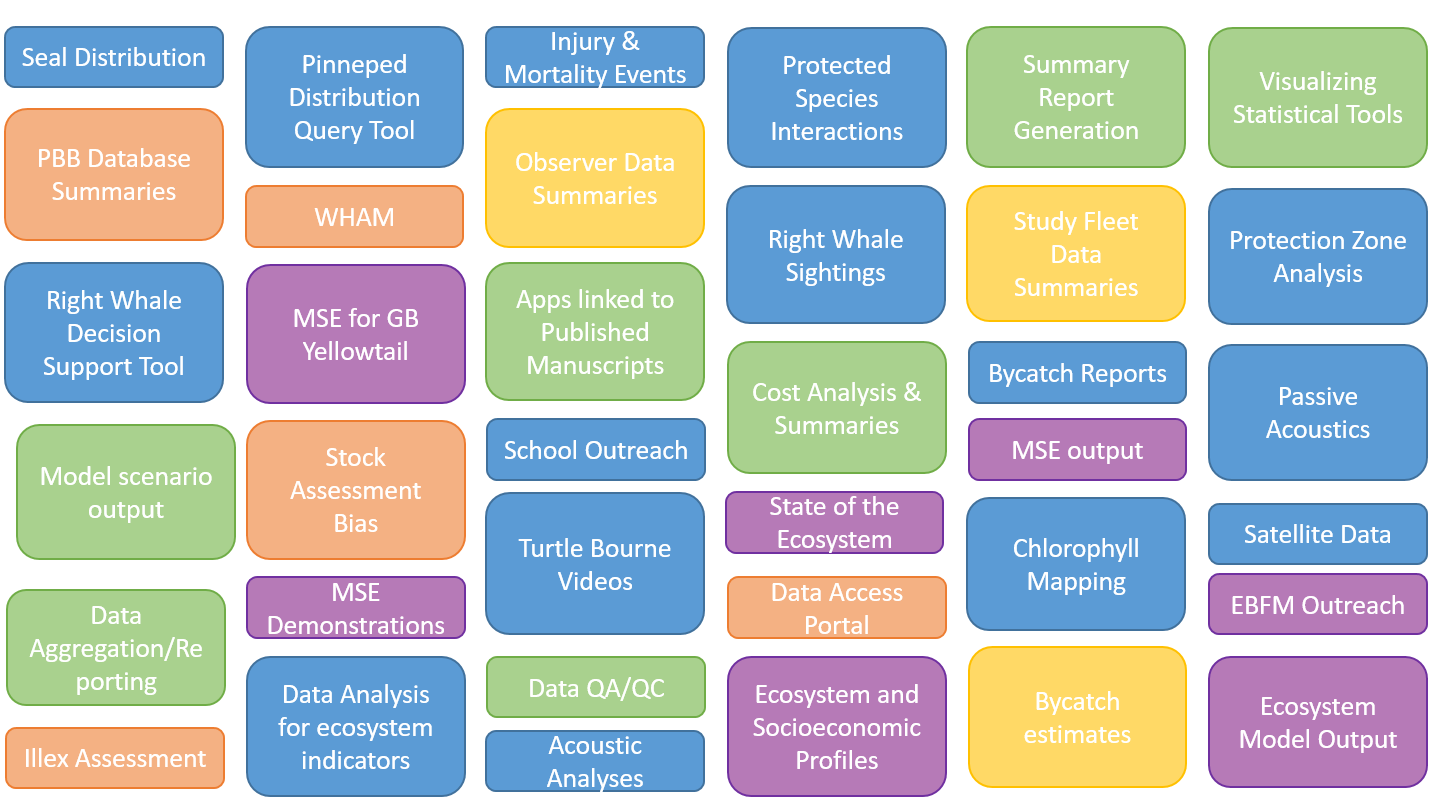 Seal Distribution
PBB Database
Summaries
Right Whale
Decision
Support Tool
Model scenario
output
Data
Aggregation/Re
porting
Illex Assessment
Pinneped
Distribution
Query Tool
WHAM
MSE for GB
Yellowtail
Stock
Assessment
Bias
MSE
Demonstrations
Data Analysis
for ecosystem
indicators
Injury &
Mortality Events
Observer Data
Summaries
Apps linked to
Published
Manuscripts
School Outreach
Turtle Bourne
Videos
Data QA/QC
Acoustic
Analyses
Protected
Species
Interactions
Right Whale
Sightings
Cost Analysis &
Summaries
State of the
Ecosystem
Data Access
Portal
Ecosystem and
Socioeconomic
Profiles
Summary
Report
Generation
Study Fleet
Data
Summaries
Bycatch Reports
MSE output
Chlorophyll
Mapping
Bycatch
estimates
Visualizing
Statistical Tools
Protection Zone
Analysis
Passive
Acoustics
Satellite Data
EBFM Outreach
Ecosystem
Model Output